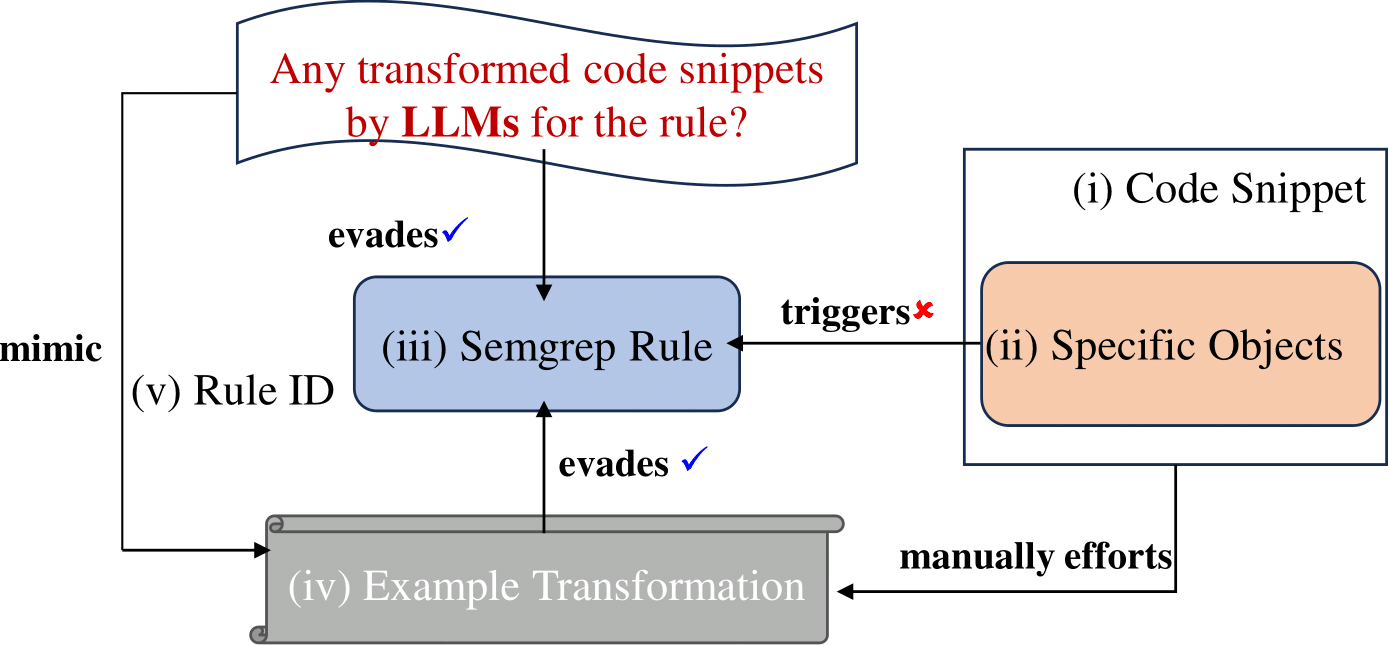 Any transformed code snippets
by LLMs for the rule?
(i) Code Snippet
evades✓
triggers✘
(iii) Semgrep Rule
(ii) Specific Objects
mimic
(v) Rule ID
evades ✓
manually efforts
(iv) Example Transformation